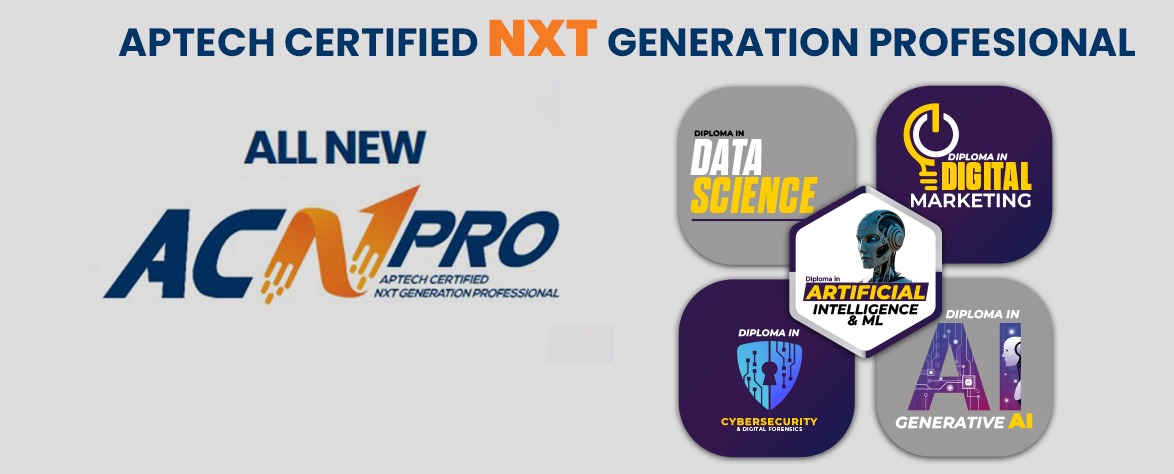 APTECH CERTIFIED NXT GENERATION PROFESIONAL
ALL NEW
ACN PRO
APTECH CERTIFIED
NXT GENERATION PROFESSIONAL
DIPLOMA IN
DATA
SCIENCE
DIPLOMA IN
DIGITAL
MARKETING
Diploma in
ARTIFICIAL
INTELLIGENCE
& ML
DIPLOMA IN
CYBERSECURITY
& DIGITAL FORENSICS
DIPLOMA IN
AI
GENERATIVE AI